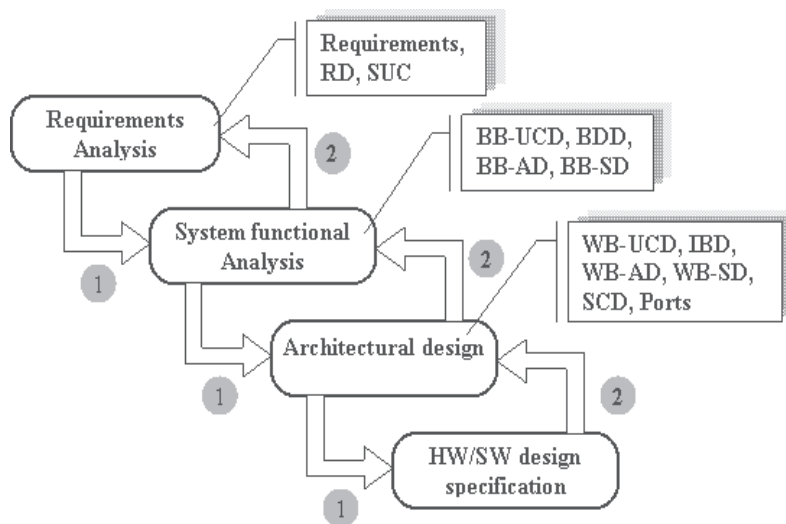 Requirements,
RD, SUC
Requirements
Analysis
2
BB-UCD, BDD,
BB-AD, BB-SD
System functional
Analysis
1
2
WB-UCD, IBD,
WB-AD, WB-SD,
SCD, Ports
Architectural design
1
2
HW/SW design
specification
1